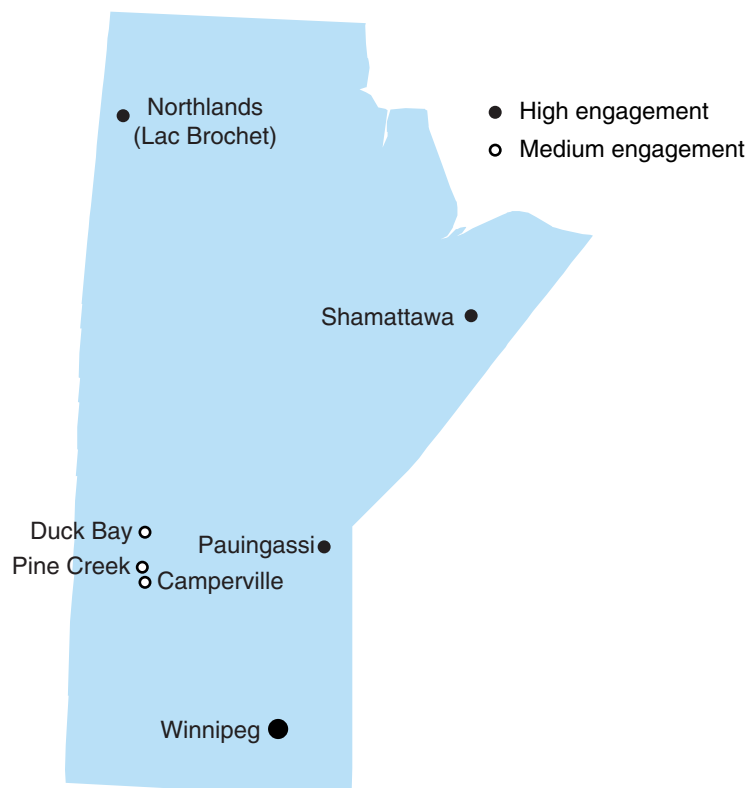 Northlands
(Lac Brochet)
High engagement
Medium engagement
Shamattawa
Duck Bay
Pauingassi
Pine Creek
Camperville
Winnipeg